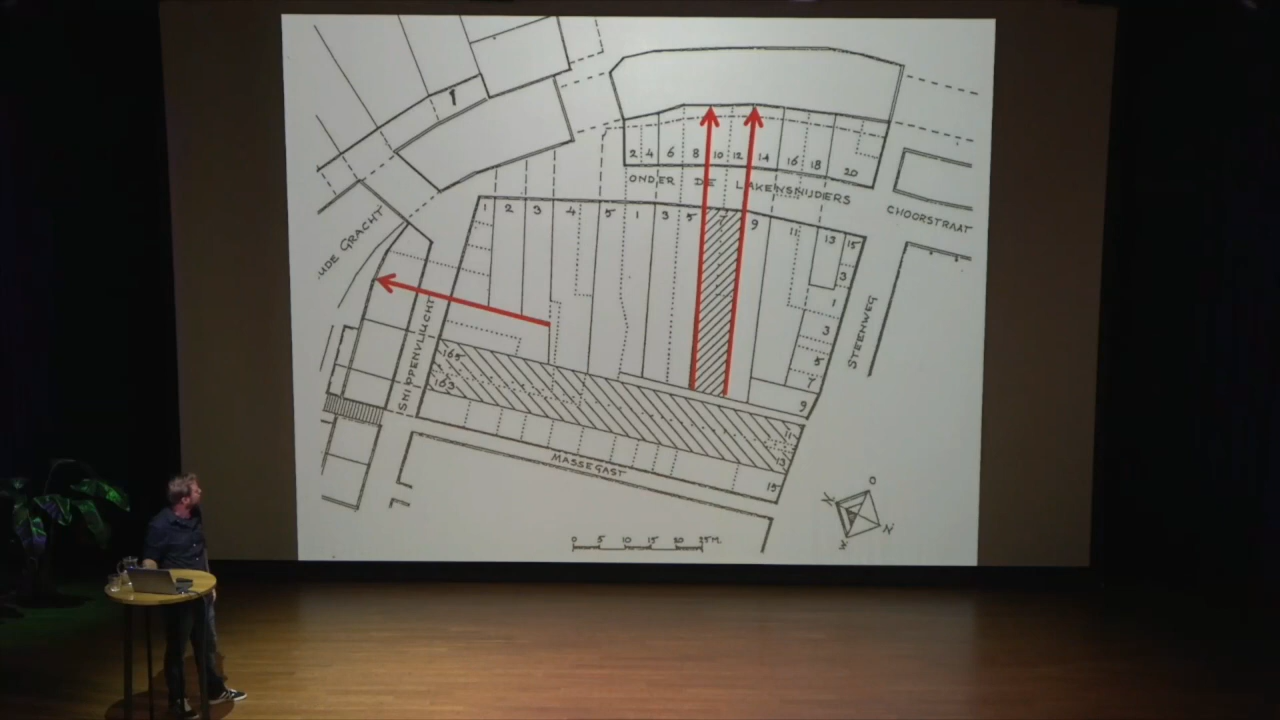 1
2 4 6 8 10 12 14 16 18 20
ONDER DE LAKENSNIJDERS
CHOORSTRAAT
UDE GRACHT
1 2 3 4 5 1 3 5 7 9 11 13 15
3
1
3
5
7
9
STEENWEG
SNIPPENVLUCHT
165
163
MASSEGAST
15
0 5 10 15 20 25 M.
O
N